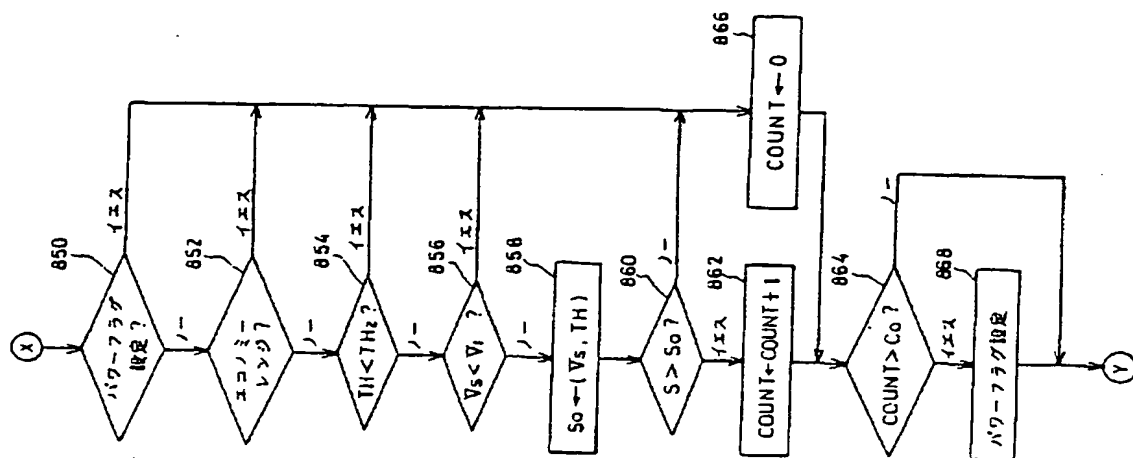 X
850
パワーフラグ
設定?
イエス
ノー
852
エコノミー
レンジ?
イエス
ノー
854
TH<TH₂?
イエス
ノー
856
Vs<V₁?
イエス
ノー
858
So←(Vs, TH)
860
S>So?
ノー
イエス
862
COUNT←COUNT+1
866
COUNT←0
864
COUNT>Co?
ノー
イエス
868
パワーフラグ設定
Y